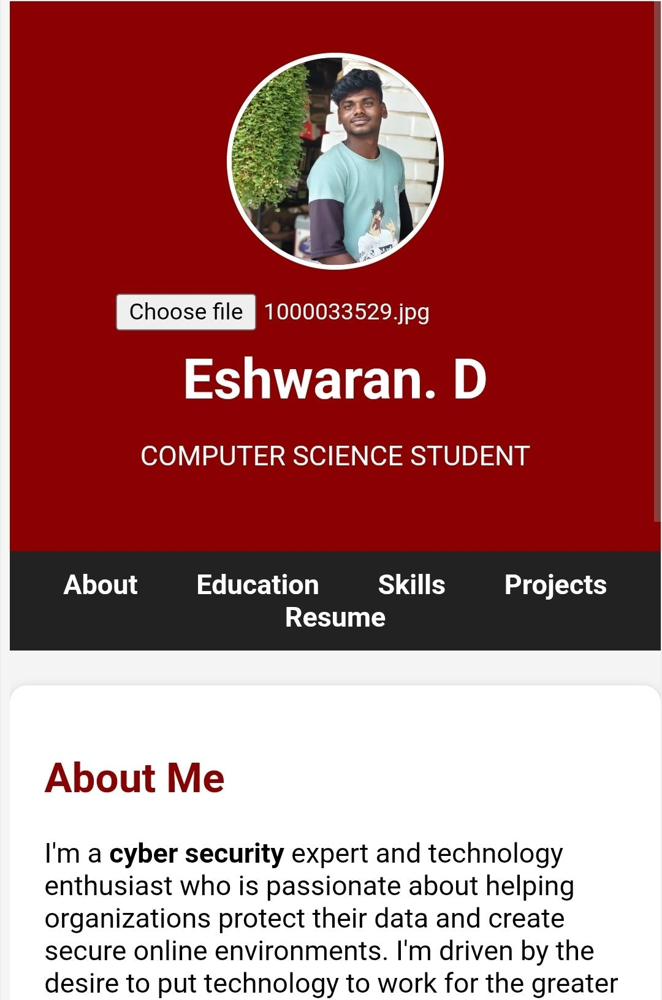 Choose file 1000033529.jpg
Eshwaran. D
COMPUTER SCIENCE STUDENT
About Education Skills Projects
Resume
About Me
I'm a cyber security expert and technology
enthusiast who is passionate about helping
organizations protect their data and create
secure online environments. I'm driven by the
desire to put technology to work for the greater